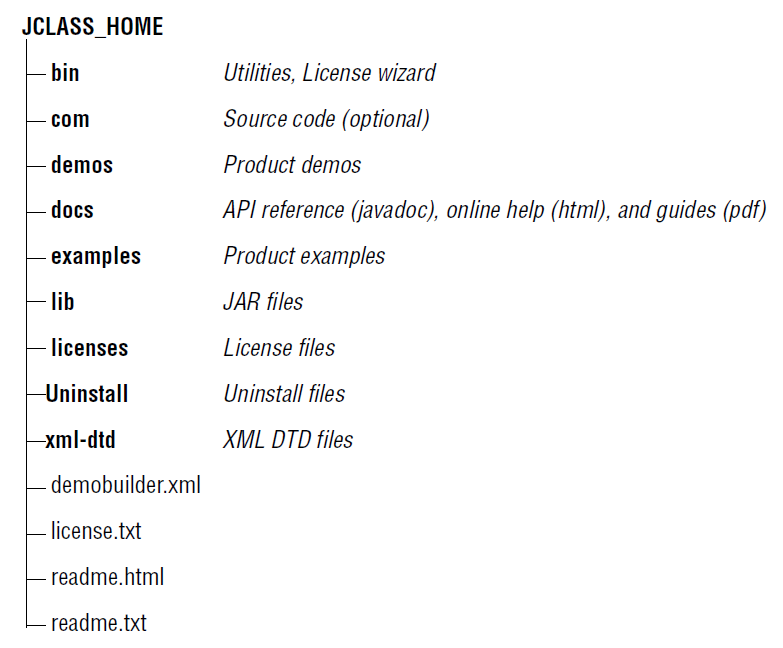 JCLASS_HOME
bin Utilities, License wizard
com Source code (optional)
demos Product demos
docs API reference (javadoc), online help (html), and guides (pdf)
examples Product examples
lib JAR files
licenses License files
Uninstall Uninstall files
xml-dtd XML DTD files
demobuilder.xml
license.txt
readme.html
readme.txt